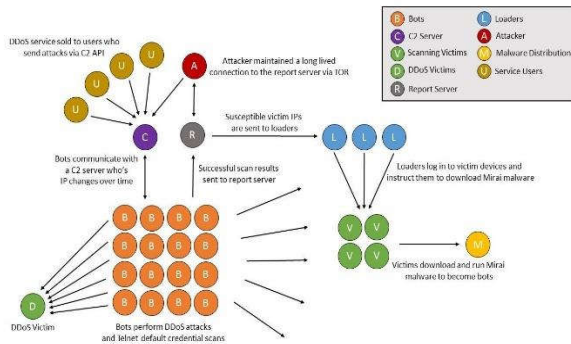 DDoS service sold to users who
send attacks via C2 API
U
U
U
U
A
Attacker maintained a long lived
connection to the report server via TOR
B Bots
C C2 Server
V Scanning Victims
D DDoS Victims
R Report Server
L Loaders
A Attacker
M Malware Distribution
U Service Users
C
R
Susceptible victim IPs
are sent to loaders
L L L
Bots communicate with
a C2 server who's
IP changes over time
Successful scan results
sent to report server
Loaders log in to victim devices and
instruct them to download Mirai malware
B B B B
B B B B
B B B B
B B B B
V V
V V
M
Victims download and run Mirai
malware to become bots
D
DDoS Victim
Bots perform DDoS attacks
and Telnet default credential scans